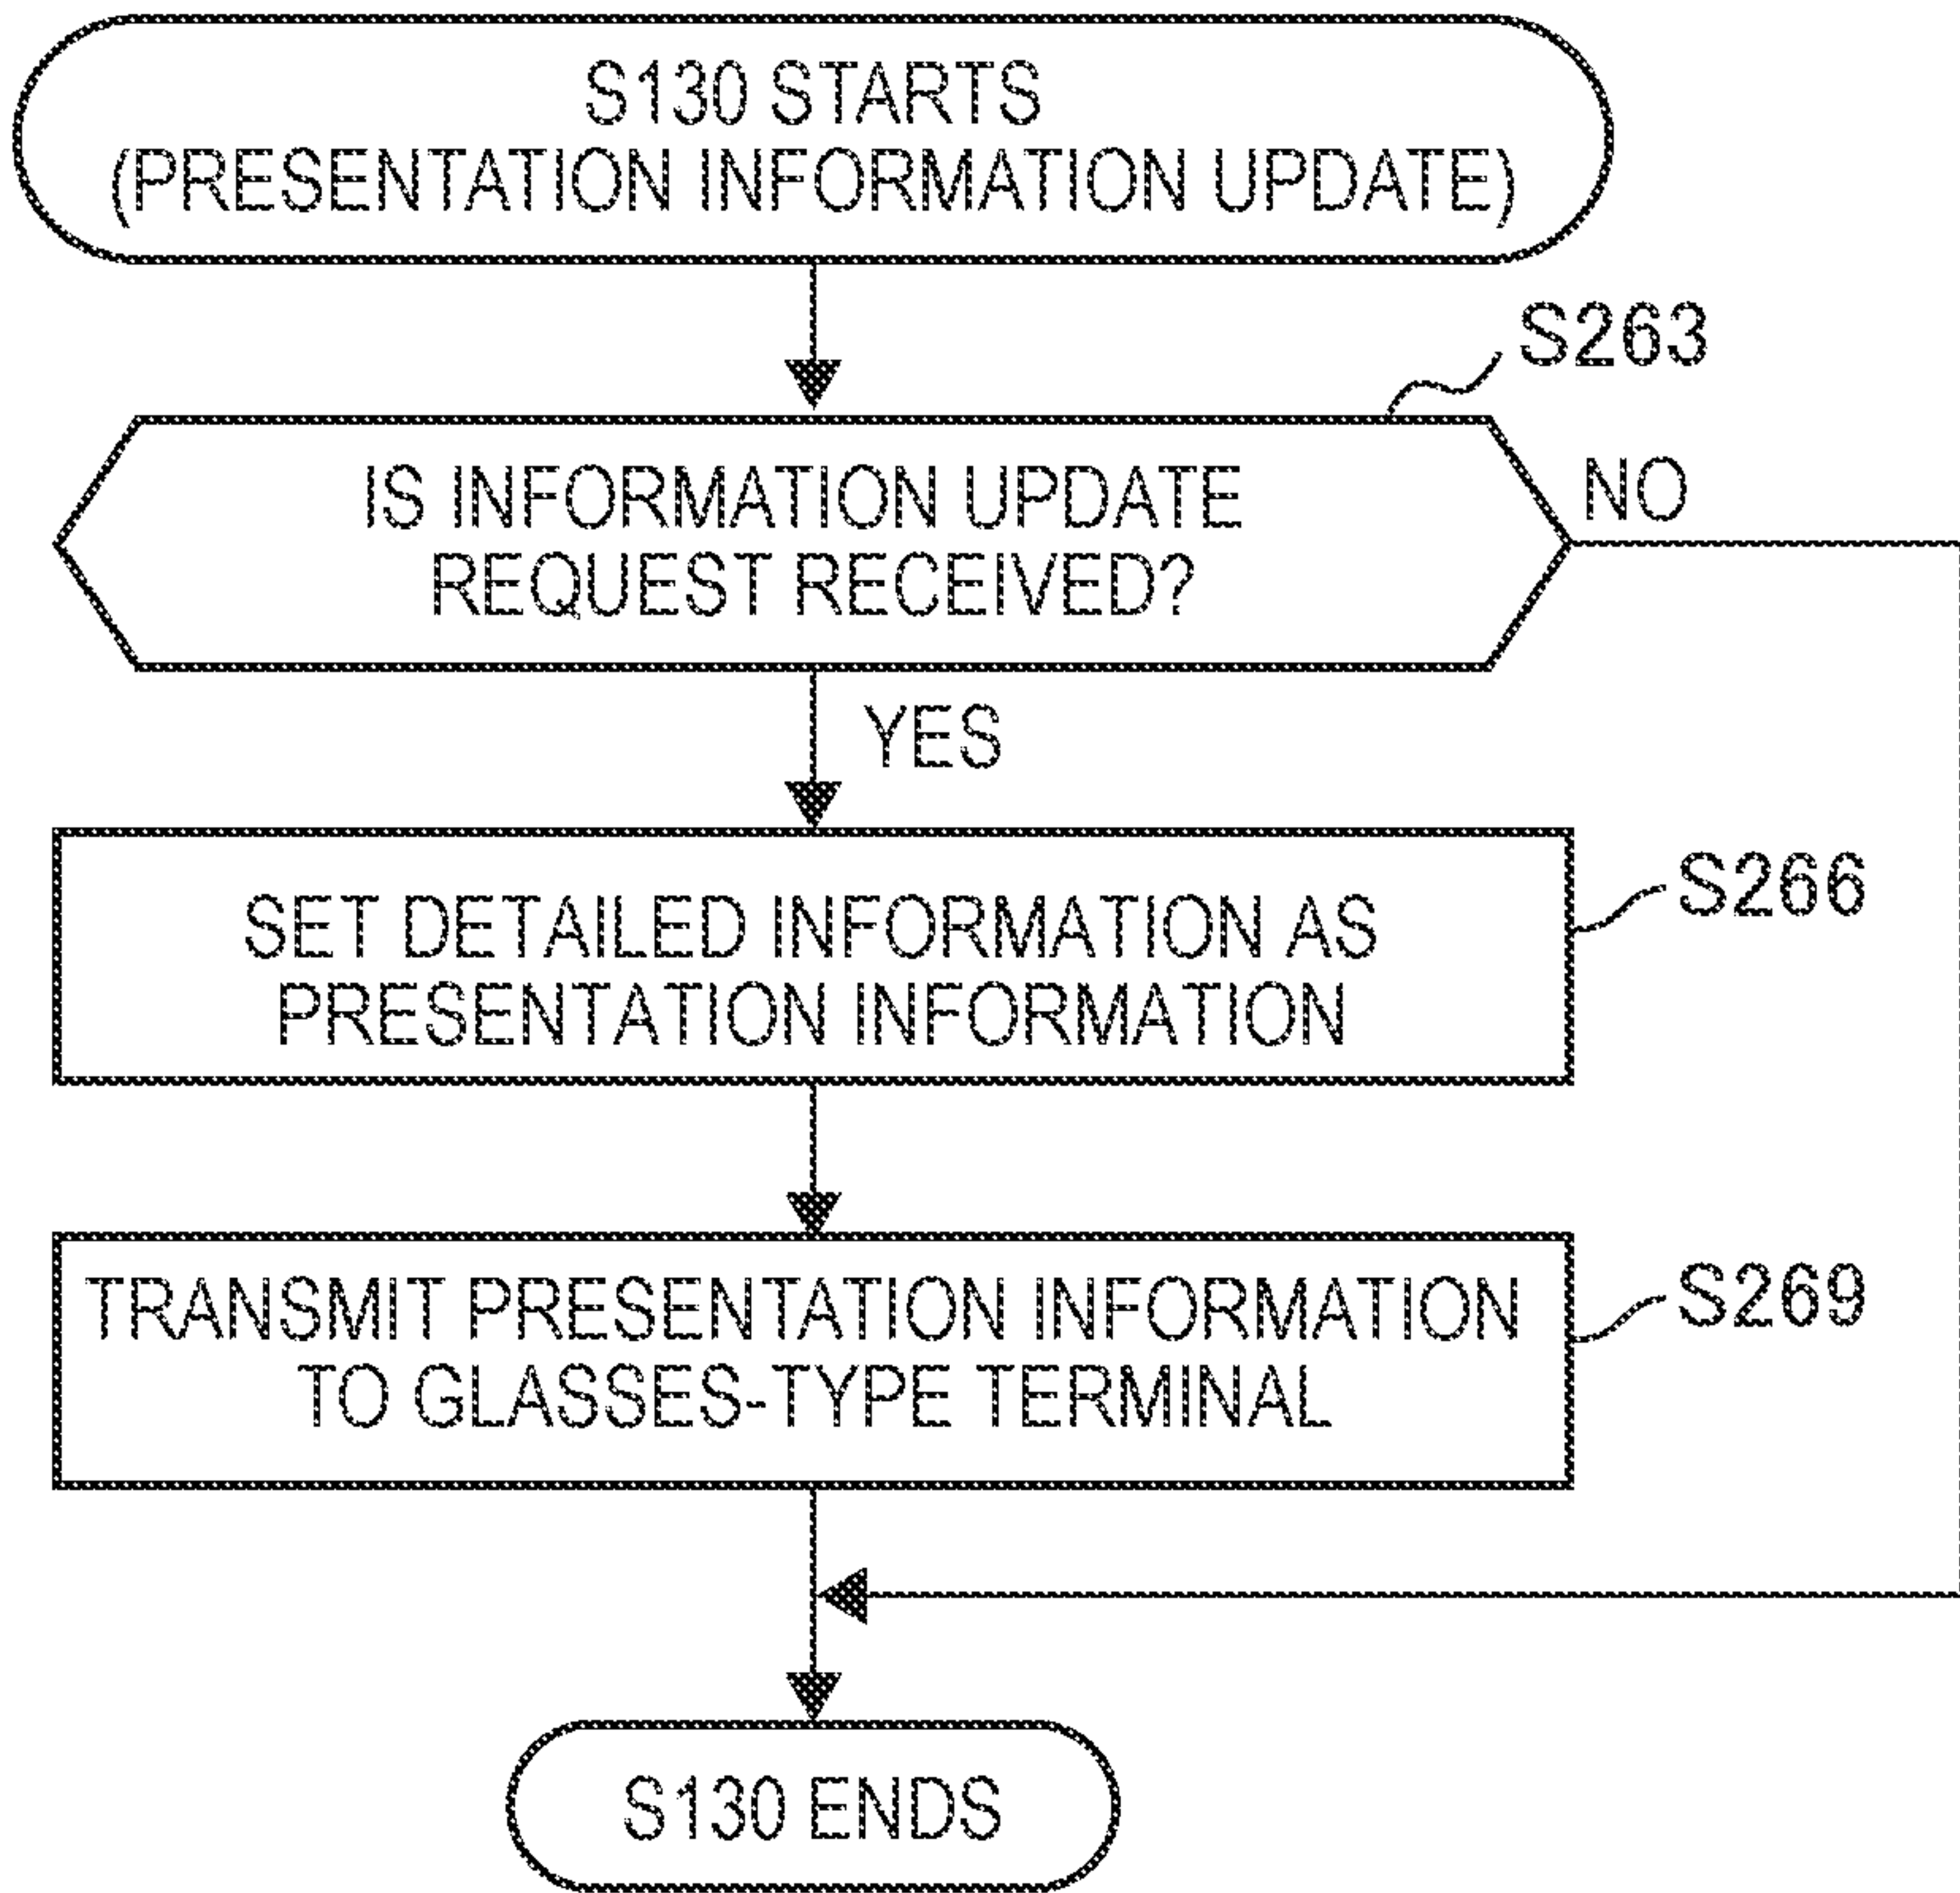 S130 STARTS
(PRESENTATION INFORMATION UPDATE)
S263
IS INFORMATION UPDATE
REQUEST RECEIVED?
NO
YES
SET DETAILED INFORMATION AS
PRESENTATION INFORMATION
S266
TRANSMIT PRESENTATION INFORMATION
TO GLASSES-TYPE TERMINAL
S269
S130 ENDS